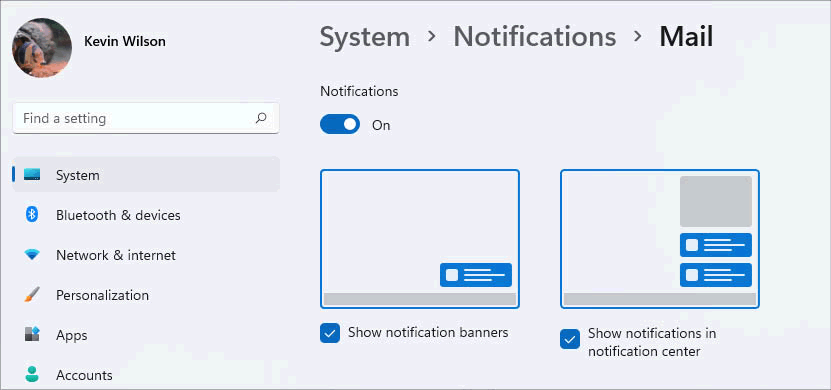 Kevin Wilson
Find a setting
System
Bluetooth & devices
Network & internet
Personalization
Apps
Accounts
System > Notifications > Mail
Notifications
On
Show notification banners
Show notifications in
notification center